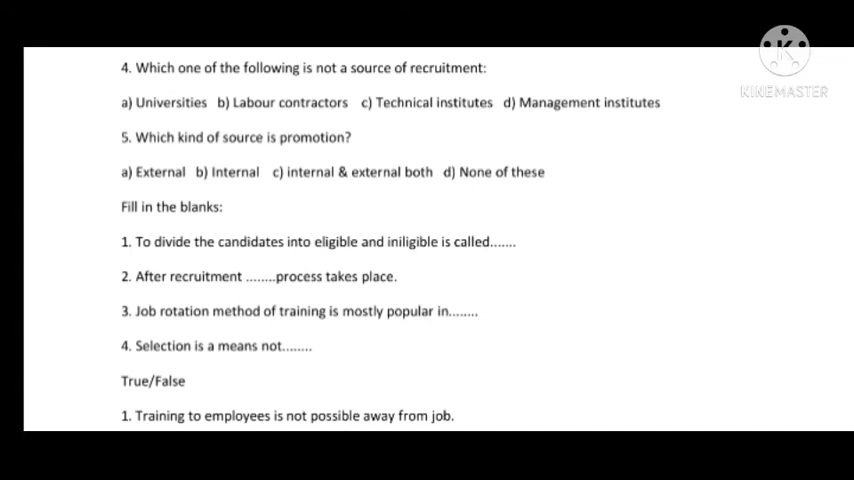 KINEMASTER
4. Which one of the following is not a source of recruitment:
a) Universities b) Labour contractors c) Technical institutes d) Management institutes
5. Which kind of source is promotion?
a) External b) Internal c) internal & external both d) None of these
Fill in the blanks:
1. To divide the candidates into eligible and iniligible is called.......
2. After recruitment ........process takes place.
3. Job rotation method of training is mostly popular in........
4. Selection is a means not........
True/False
1. Training to employees is not possible away from job.